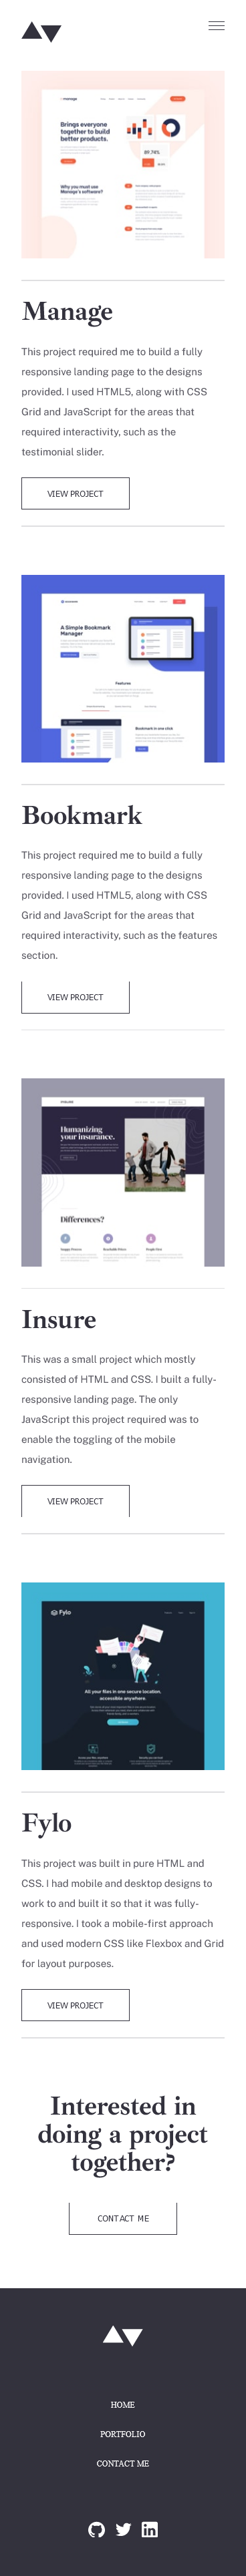 manage
Brings everyone
together to build
better products.
89.74%
Why you must use
Manage's software?
Manage
This project required me to build a fully
responsive landing page to the designs
provided. I used HTML5, along with CSS
Grid and JavaScript for the areas that
required interactivity, such as the
testimonial slider.
VIEW PROJECT
A Simple Bookmark
Manager
Features
Bookmark in one click
Bookmark
This project required me to build a fully
responsive landing page to the designs
provided. I used HTML5, along with CSS
Grid and JavaScript for the areas that
required interactivity, such as the features
section.
VIEW PROJECT
Humanizing
your insurance.
Differences?
Snappy Process
Affordable Prices
People First
Insure
This was a small project which mostly
consisted of HTML and CSS. I built a fully-
responsive landing page. The only
JavaScript this project required was to
enable the toggling of the mobile
navigation.
VIEW PROJECT
Fylo
All your files in one secure location,
accessible anywhere.
Fylo
This project was built in pure HTML and
CSS. I had mobile and desktop designs to
work to and built it so that it was fully-
responsive. I took a mobile-first approach
and used modern CSS like Flexbox and Grid
for layout purposes.
VIEW PROJECT
Interested in
doing a project
together?
CONTACT ME
HOME
PORTFOLIO
CONTACT ME